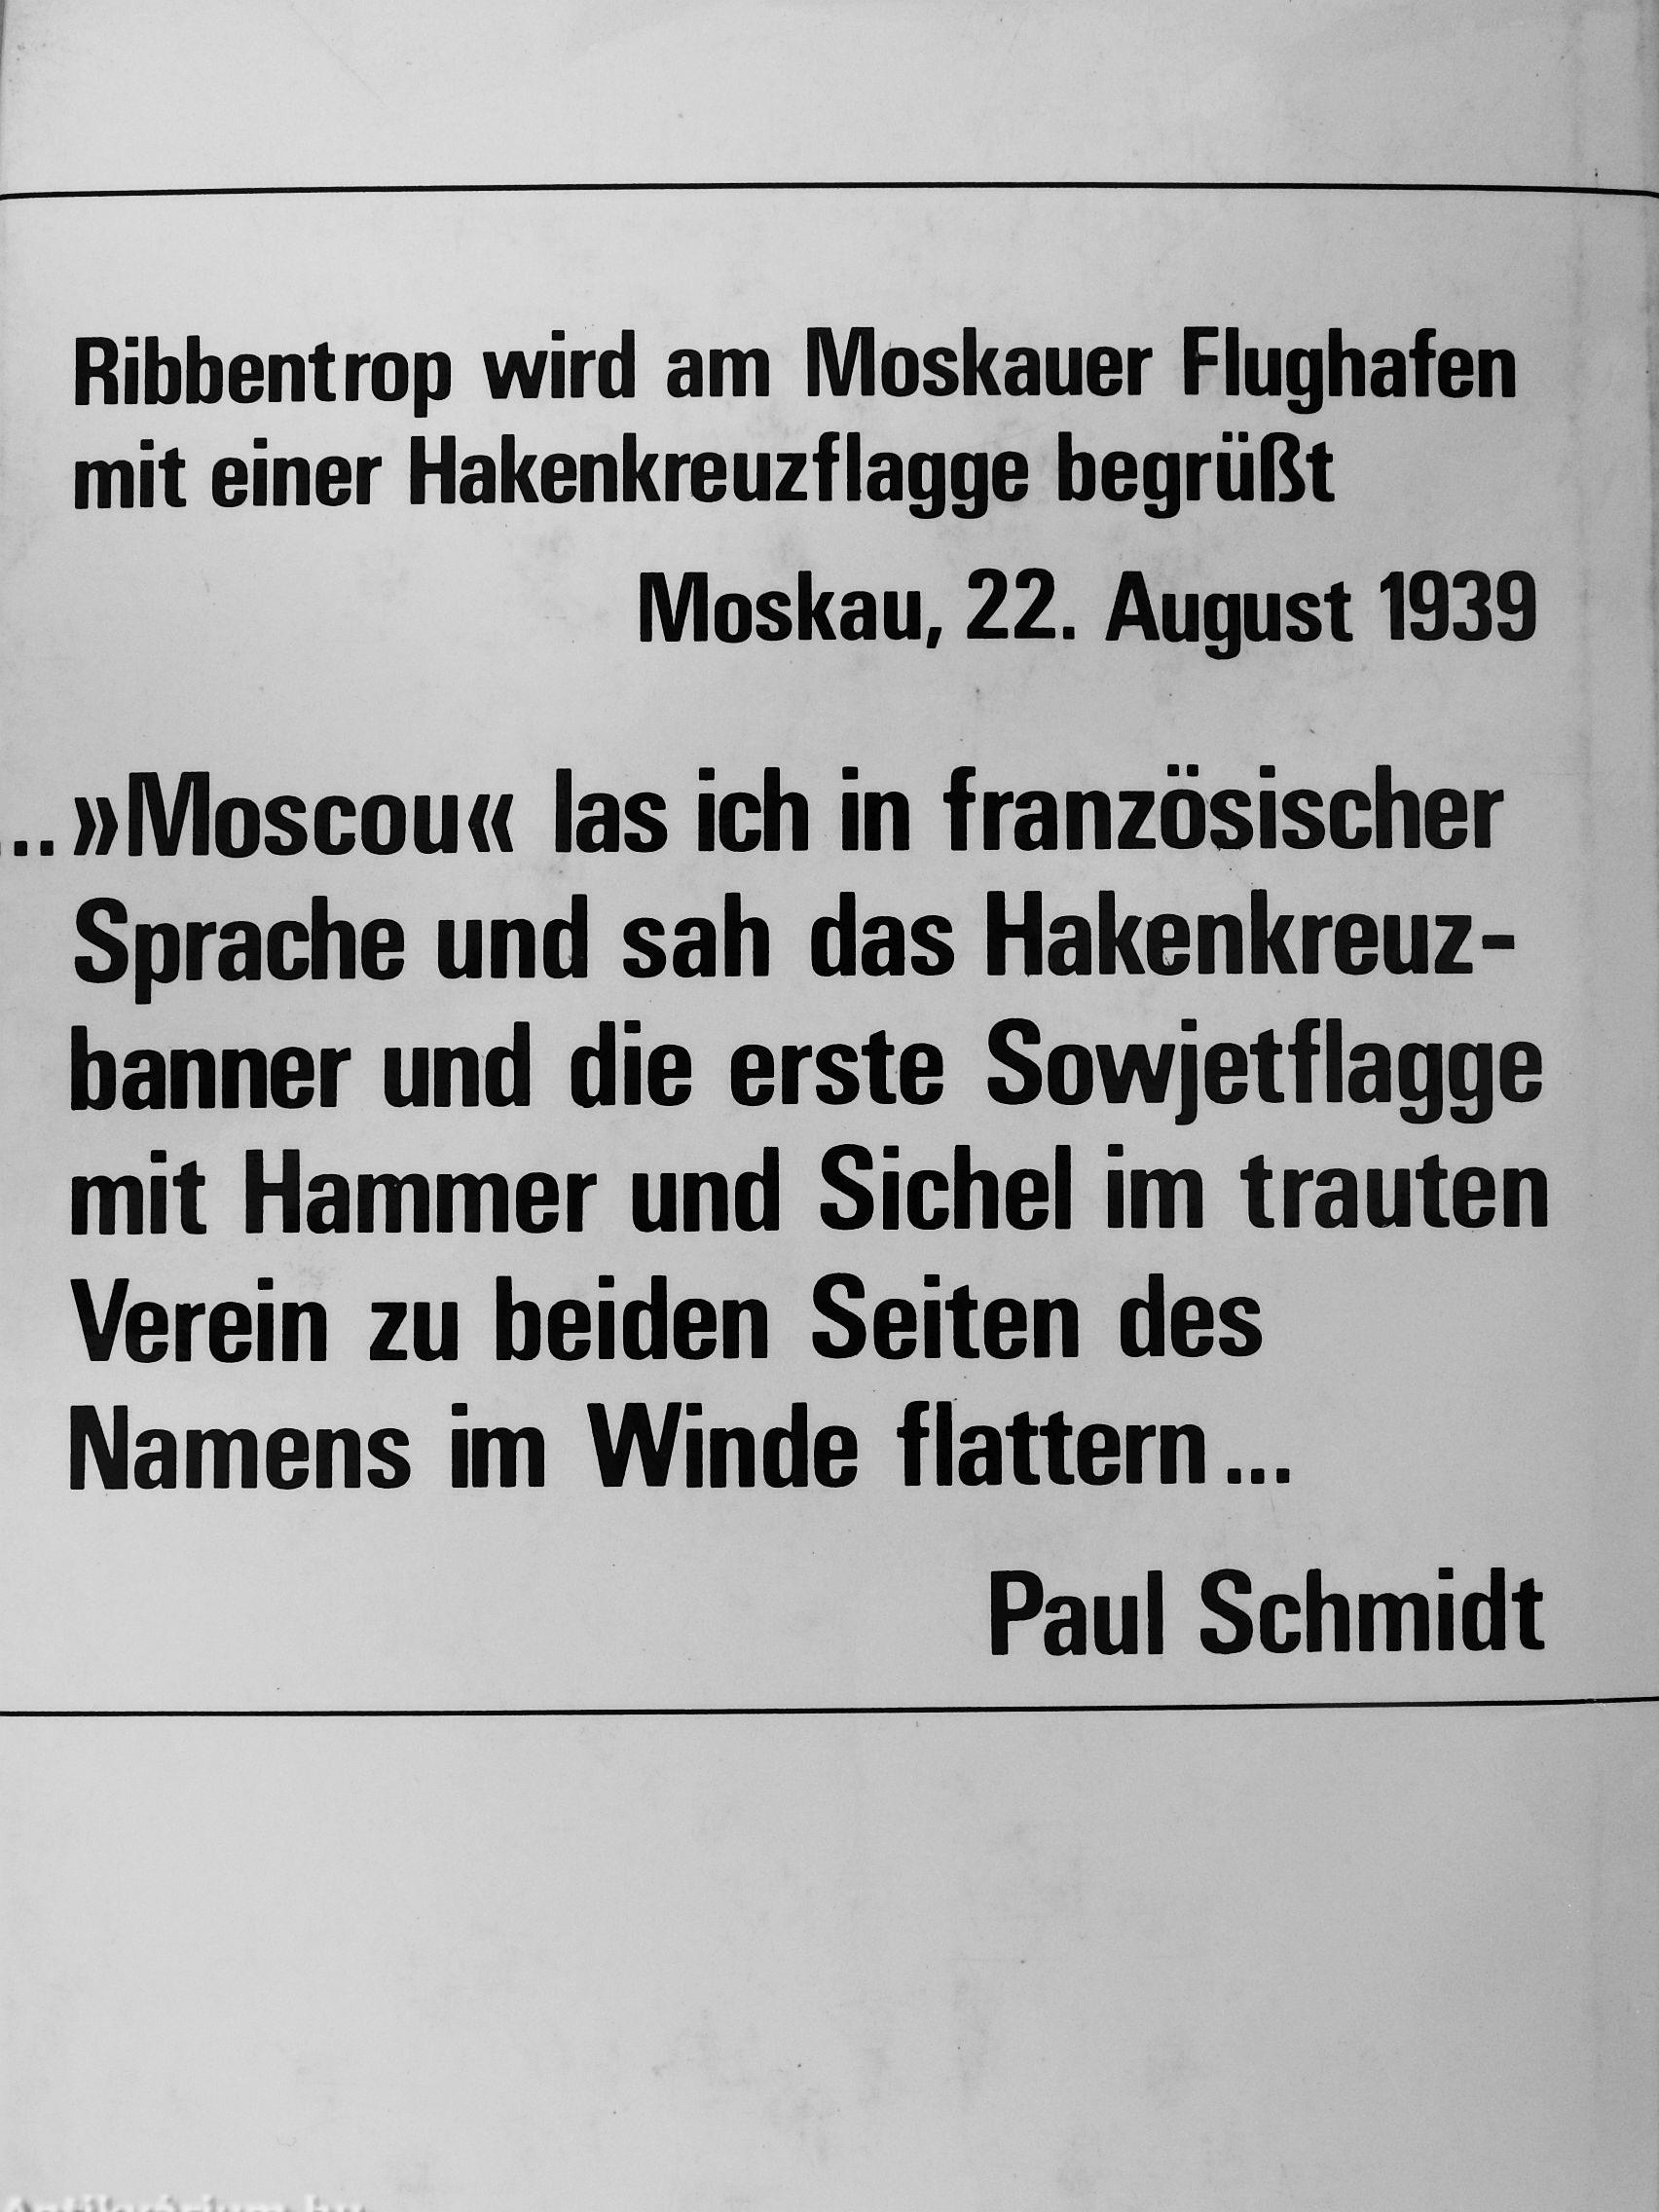 Ribbentrop wird am Moskauer Flughafen
mit einer Hakenkreuzflagge begrüßt
Moskau, 22. August 1939
...»Moscou« las ich in französischer
Sprache und sah das Hakenkreuz-
banner und die erste Sowjetflagge
mit Hammer und Sichel im trauten
Verein zu beiden Seiten des
Namens im Winde flattern...
Paul Schmidt